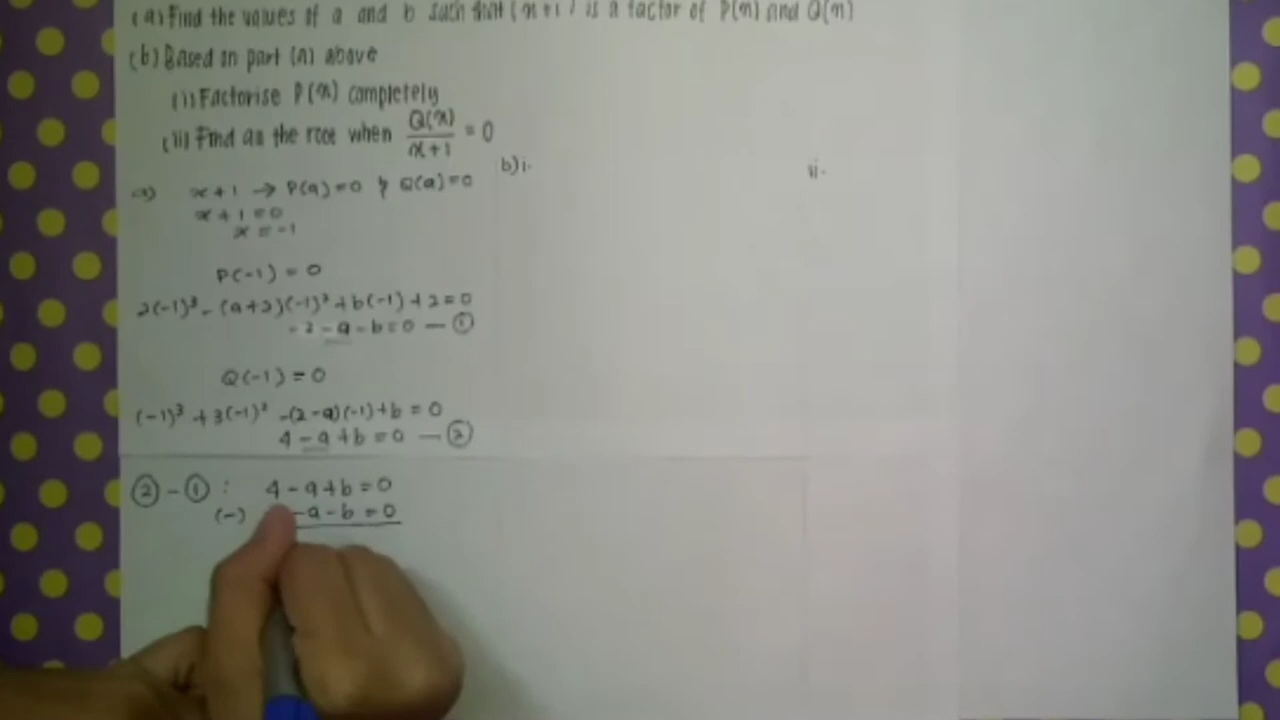 (a) Find the values of a and b such that (x+1) is a factor of P(x) and Q(x)
(b) Based on part (a) above
(i) Factorise P(x) completely
(ii) Find all the root when Q(x)/x+1 = 0
b) i.
ii.
a) x+1 → P(a)=0 & Q(a)=0
x+1=0
x=-1
P(-1)=0
2(-1)³-(a+2)(-1)²+b(-1)+2=0
-2-a-b=0 — ①
Q(-1)=0
(-1)³+3(-1)²-(2-a)(-1)+b=0
4-a+b=0 — ②
②-①: 4-a+b=0
(-) -a-b=0